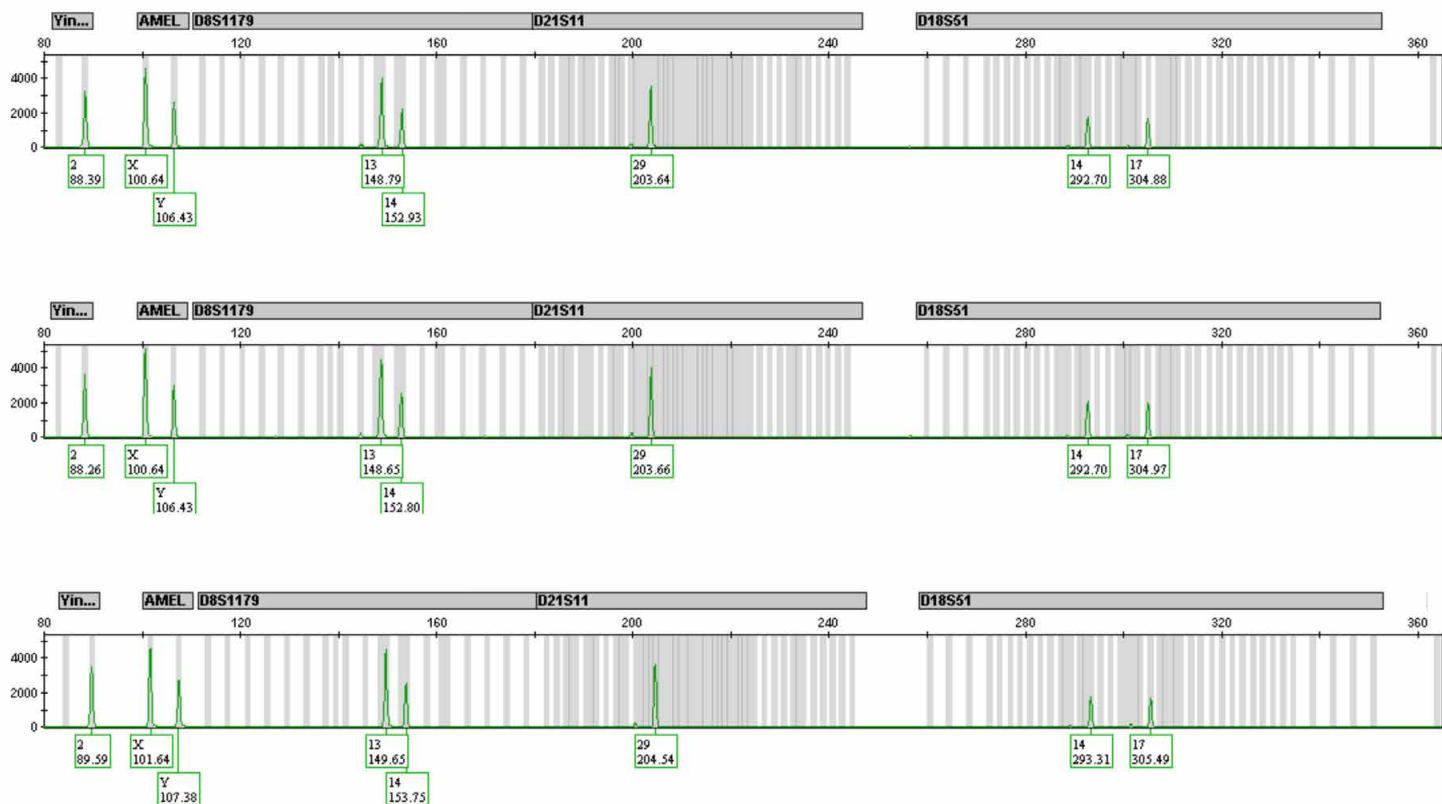 Yin... AMEL D8S1179 D21S11 D18S51
80 120 160 200 240 280 320 360
4000
2000
0
2 X 13 29 14 17
88.39 100.64 148.79 203.64 292.70 304.88
Y 14
106.43 152.93
Yin... AMEL D8S1179 D21S11 D18S51
80 120 160 200 240 280 320 360
4000
2000
0
2 X 13 29 14 17
88.26 100.64 148.65 203.66 292.70 304.97
Y 14
106.43 152.80
Yin... AMEL D8S1179 D21S11 D18S51
80 120 160 200 240 280 320 360
4000
2000
0
2 X 13 29 14 17
89.59 101.64 149.65 204.54 293.31 305.49
Y 14
107.38 153.75